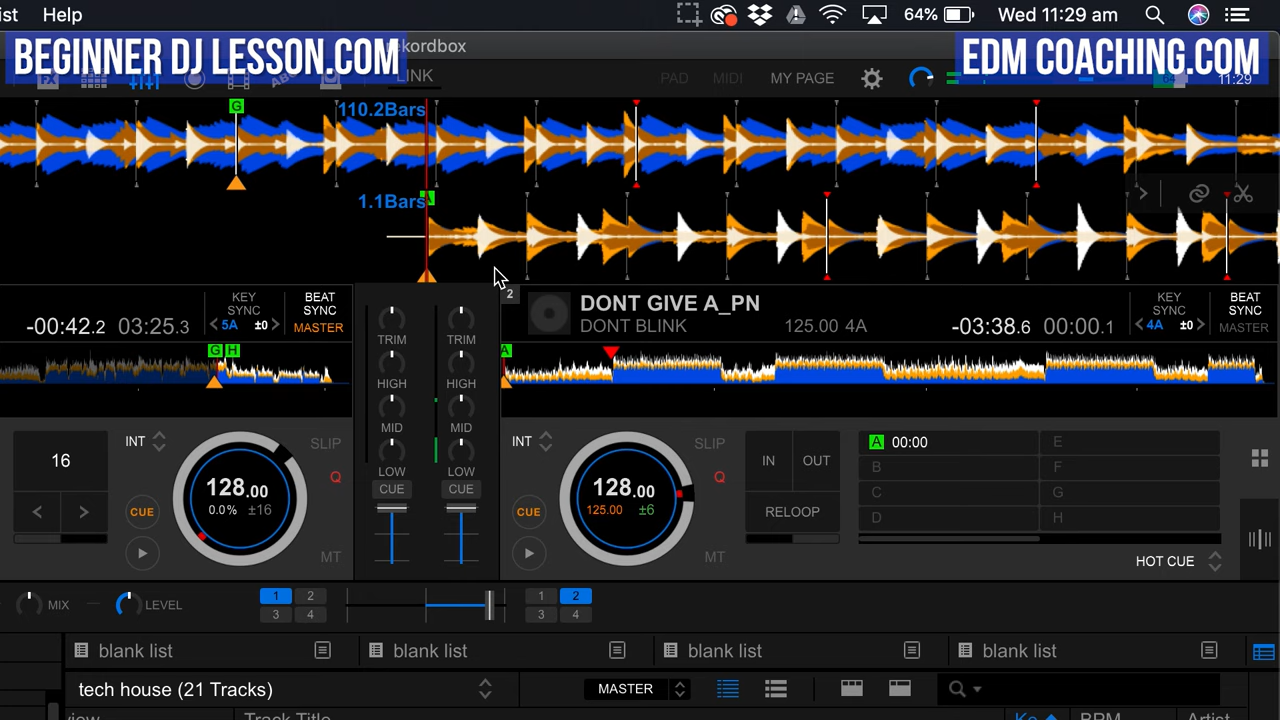 ist Help 64% Wed 11:29 am
BEGINNER DJ LESSON.COM
rekordbox
EDM COACHING.COM
LINK PAD MIDI MY PAGE 11:29
G
110.2Bars
1.1Bars
2
-00:42.2 03:25.3
KEY SYNC
5A ±0
BEAT SYNC
MASTER
DONT GIVE A_PN
DONT BLINK 125.00 4A
-03:38.6 00:00.1
KEY SYNC
4A ±0
BEAT SYNC
MASTER
G H
A
TRIM TRIM
HIGH HIGH
MID MID
LOW LOW
CUE CUE
16
INT
SLIP
Q
128.00
0.0% ±16
CUE
MT
INT
SLIP
Q
128.00
125.00 ±6
CUE
MT
IN OUT
RELOOP
A 00:00 E
B F
C G
D H
HOT CUE
MIX LEVEL
1 2
3 4
1 2
3 4
blank list blank list blank list blank list
tech house (21 Tracks) MASTER
Track Title BPM Artist